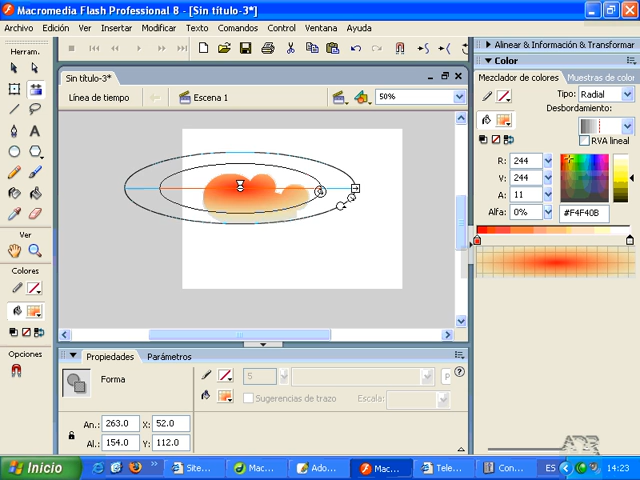 Macromedia Flash Professional 8 - [Sin título-3*]
Archivo Edición Ver Insertar Modificar Texto Comandos Control Ventana Ayuda
Herram.
Ver
Colores
Opciones
Sin título-3*
Línea de tiempo
Escena 1
50%
Alinear & Información & Transformar
Color
Mezclador de colores
Muestras de color
Tipo: Radial
Desbordamiento:
RVA lineal
R: 244
V: 244
A: 11
Alfa: 0%
#F4F40B
Propiedades
Parámetros
Forma
5
Sugerencias de trazo
Escala:
An.: 263.0 X: 52.0
Al.: 154.0 Y: 112.0
Inicio
Site...
Mac...
Ado...
Mac...
Tele...
Con...
ES
14:23